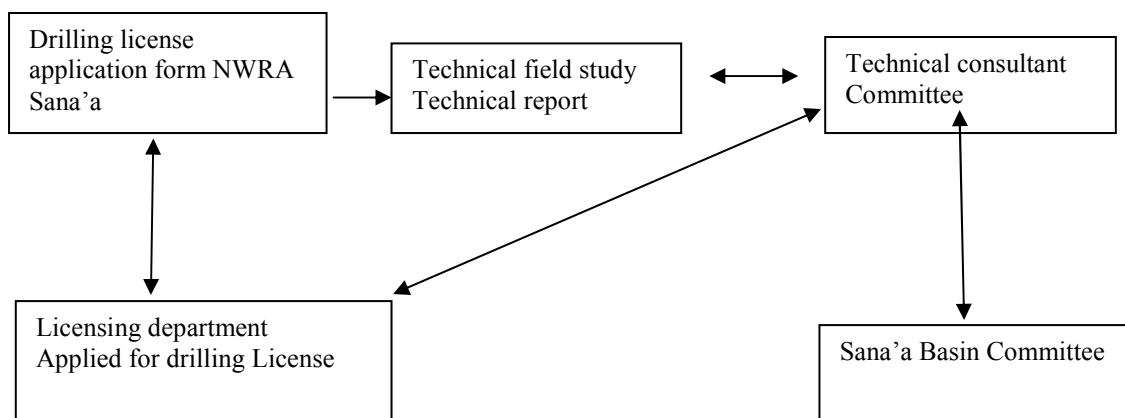 Drilling license
application form NWRA
Sana’a
Technical field study
Technical report
Technical consultant
Committee
Licensing department
Applied for drilling License
Sana’a Basin Committee